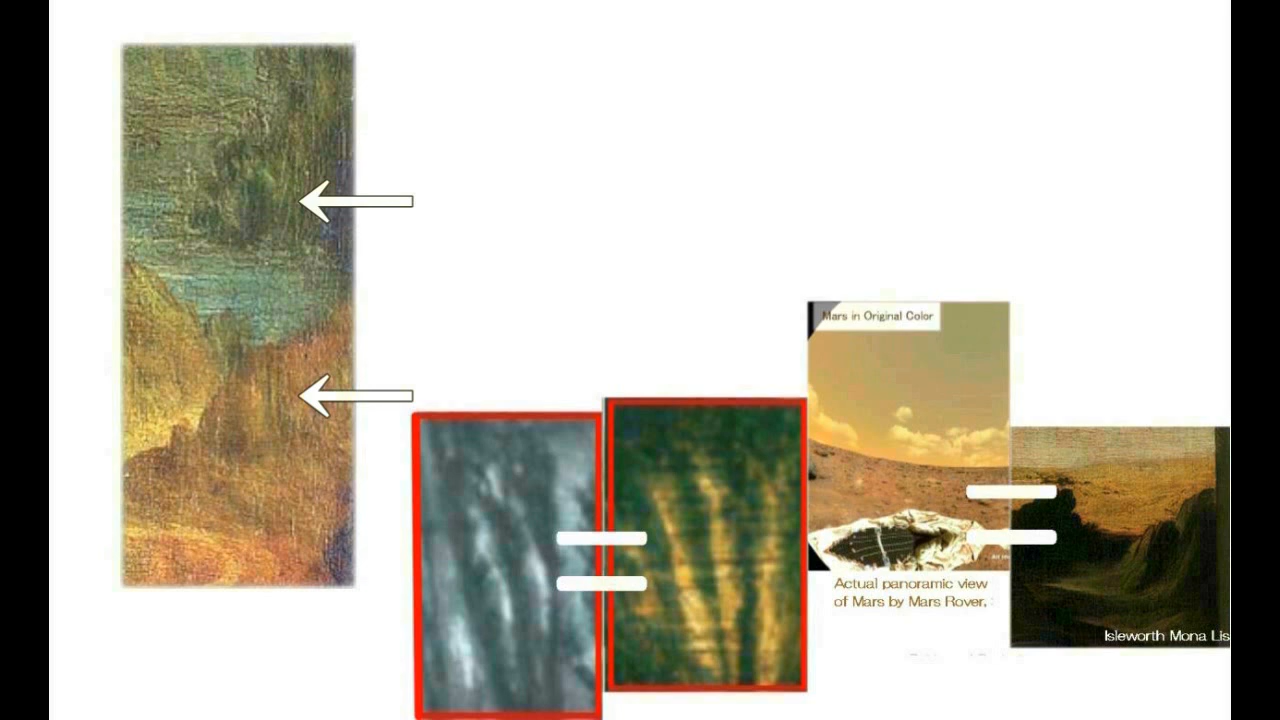 Mars in Original Color
Actual panoramic view
of Mars by Mars Rover,
Isleworth Mona Lis